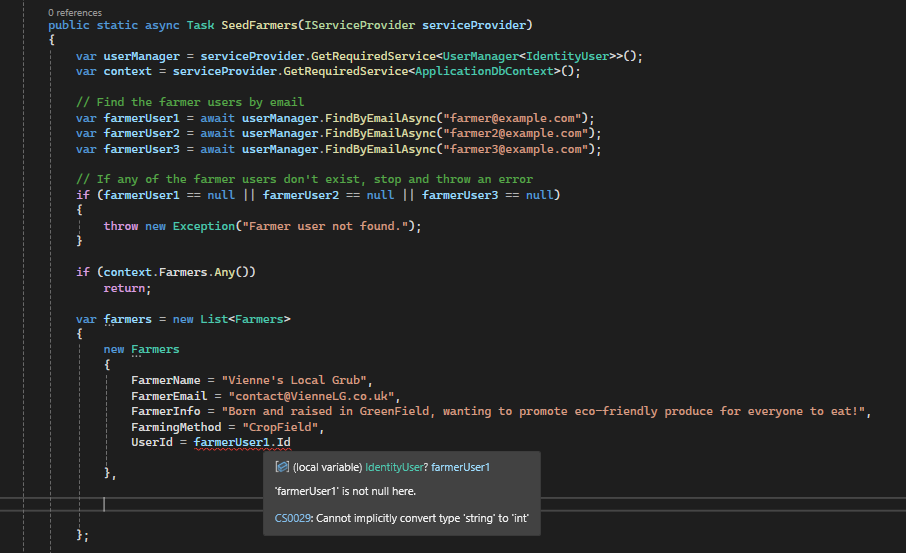 0 references
public static async Task SeedFarmers(IServiceProvider serviceProvider)
{
var userManager = serviceProvider.GetRequiredService<UserManager<IdentityUser>>();
var context = serviceProvider.GetRequiredService<ApplicationDbContext>();
// Find the farmer users by email
var farmerUser1 = await userManager.FindByEmailAsync("farmer@example.com");
var farmerUser2 = await userManager.FindByEmailAsync("farmer2@example.com");
var farmerUser3 = await userManager.FindByEmailAsync("farmer3@example.com");
// If any of the farmer users don't exist, stop and throw an error
if (farmerUser1 == null || farmerUser2 == null || farmerUser3 == null)
{
throw new Exception("Farmer user not found.");
}
if (context.Farmers.Any())
return;
var farmers = new List<Farmers>
{
new Farmers
{
FarmerName = "Vienne's Local Grub",
FarmerEmail = "contact@VienneLG.co.uk",
FarmerInfo = "Born and raised in GreenField, wanting to promote eco-friendly produce for everyone to eat!",
FarmingMethod = "CropField",
UserId = farmerUser1.Id
},
(local variable) IdentityUser? farmerUser1
'farmerUser1' is not null here.
CS0029: Cannot implicitly convert type 'string' to 'int'
};